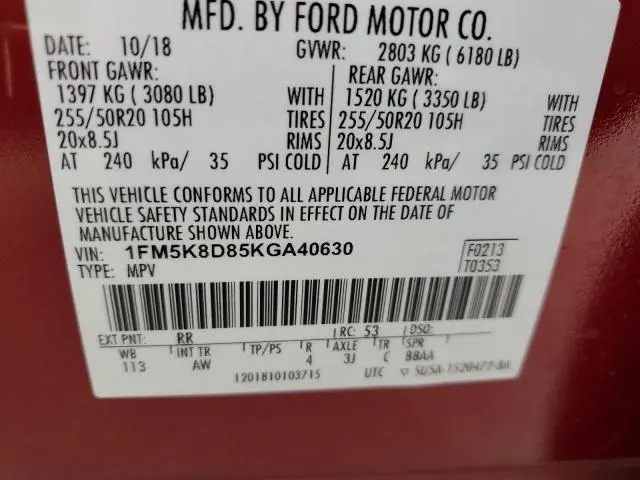 MFD. BY FORD MOTOR CO.
DATE: 10/18 GVWR: 2803 KG ( 6180 LB)
FRONT GAWR: REAR GAWR:
1397 KG ( 3080 LB) WITH 1520 KG ( 3350 LB) WITH
255/50R20 105H TIRES 255/50R20 105H TIRES
20x8.5J RIMS 20x8.5J RIMS
AT 240 kPa/ 35 PSI COLD AT 240 kPa/ 35 PSI COLD
THIS VEHICLE CONFORMS TO ALL APPLICABLE FEDERAL MOTOR
VEHICLE SAFETY STANDARDS IN EFFECT ON THE DATE OF
MANUFACTURE SHOWN ABOVE.
VIN: 1FM5K8D85KGA40630 F0213
TYPE: MPV T0353
EXT PNT: RR RC: 53 DSO:
WB INT TR TP/PS R AXLE TR SPR
113 AW 4 3J C BBAA
1201810103715 UTC 5U5A-1520472-BA